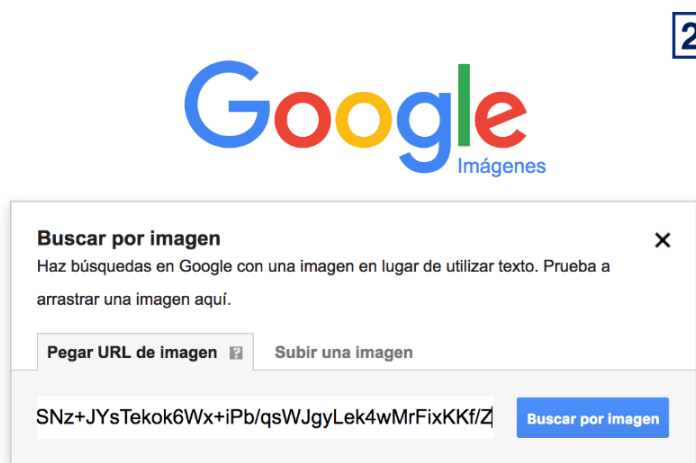 2
Google
Imágenes
Buscar por imagen
Haz búsquedas en Google con una imagen en lugar de utilizar texto. Prueba a
arrastrar una imagen aquí.
Pegar URL de imagen ?
Subir una imagen
SNz+JYsTekok6Wx+iPb/qsWJgyLek4wMrFixKKf/Z
Buscar por imagen